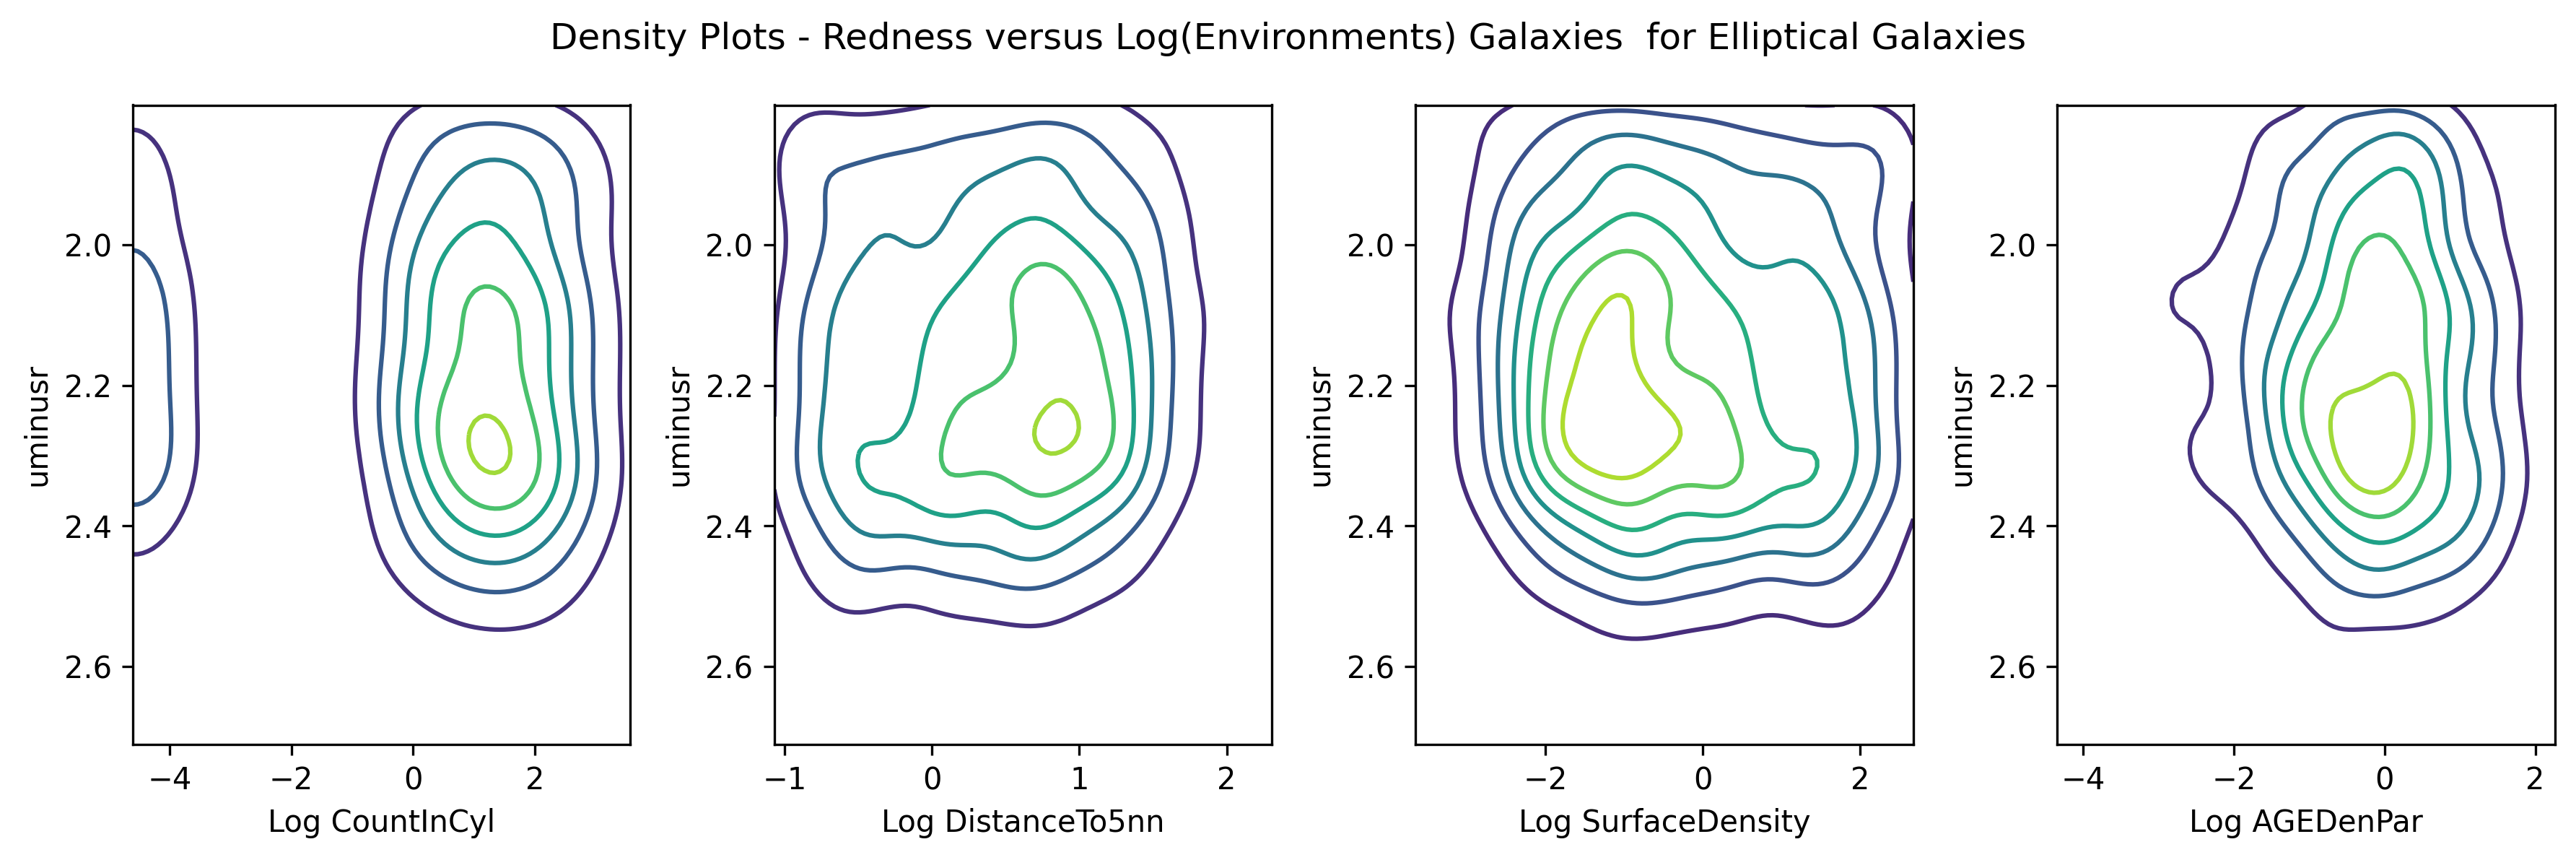 Density Plots - Redness versus Log(Environments) Galaxies  for Elliptical Galaxies
uminusr
2.0
2.2
2.4
2.6
−4 −2 0 2
Log CountInCyl
uminusr
2.0
2.2
2.4
2.6
−1 0 1 2
Log DistanceTo5nn
uminusr
2.0
2.2
2.4
2.6
−2 0 2
Log SurfaceDensity
uminusr
2.0
2.2
2.4
2.6
−4 −2 0 2
Log AGEDenPar